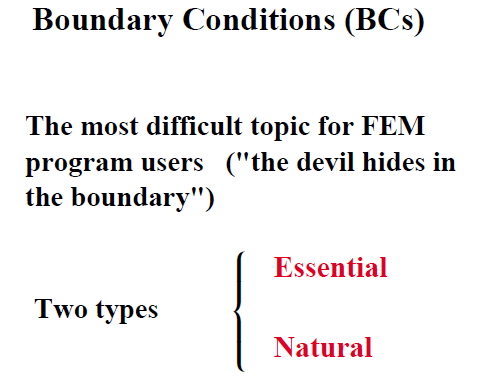 Boundary Conditions (BCs)
The most difficult topic for FEM
program users ("the devil hides in
the boundary")
Essential
Two types
Natural